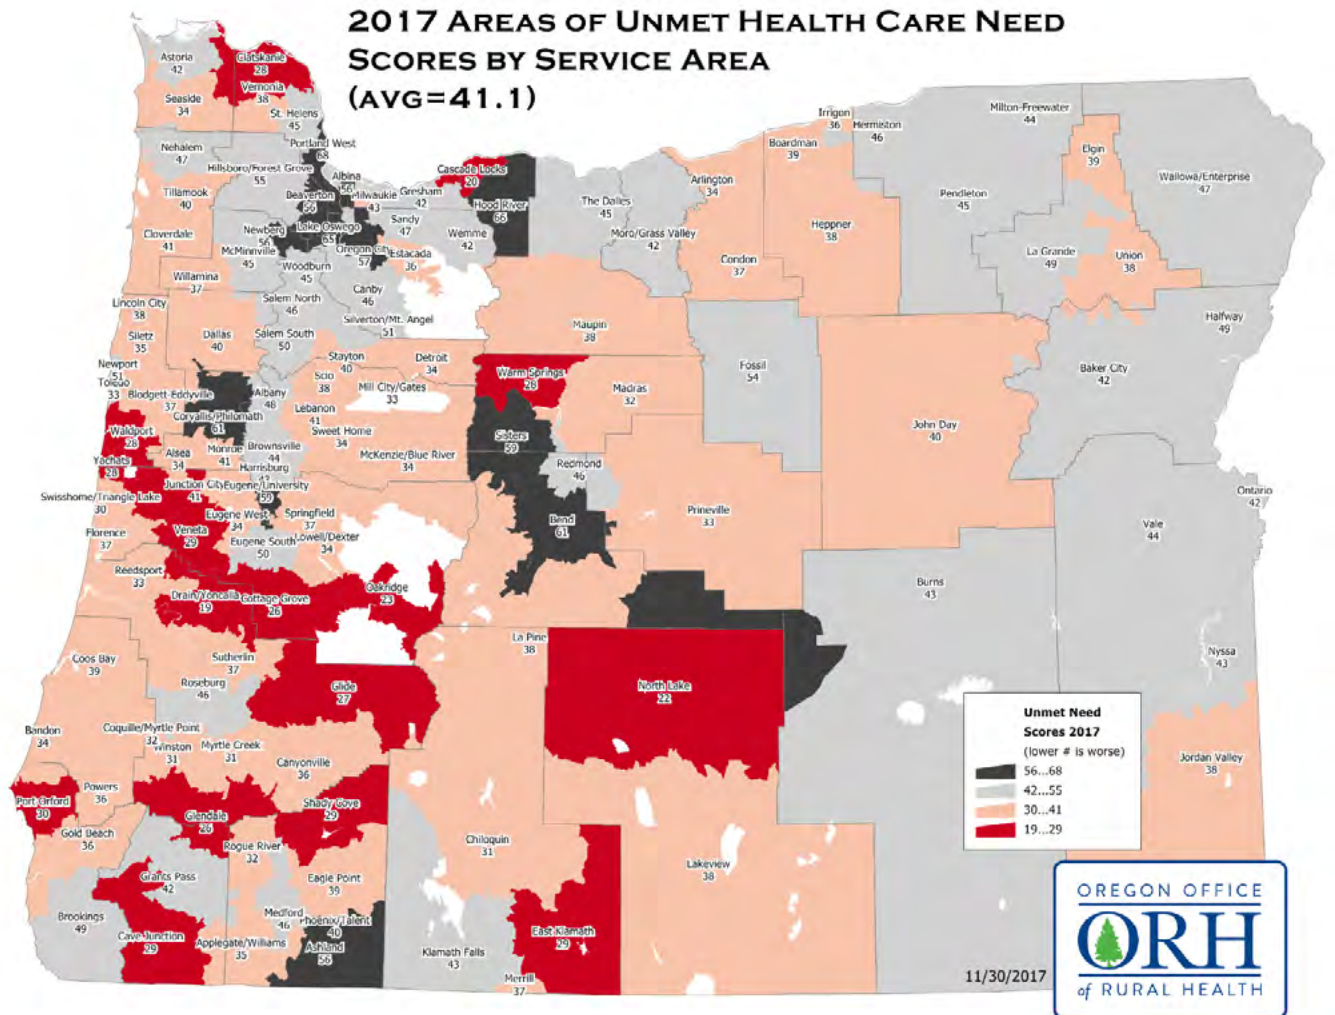 2017 AREAS OF UNMET HEALTH CARE NEED
SCORES BY SERVICE AREA
(AVG=41.1)
Astoria
42
Clatskanie
28
Vernonia
38
Seaside
34
St. Helens
45
Nehalem
47
Portland West
68
Hillsboro/Forest Grove
55
Albina
56
Beaverton
56
Milwaukie
43
Gresham
42
Cascade Locks
20
Hood River
66
Tillamook
40
Sandy
47
Wemme
42
The Dalles
45
Moro/Grass Valley
42
Arlington
34
Boardman
39
Irrigon
36
Hermiston
46
Milton-Freewater
44
Elgin
39
Wallowa/Enterprise
47
Pendleton
45
Heppner
38
Condon
37
La Grande
49
Union
38
Cloverdale
41
Newberg
56
Lake Oswego
65
Oregon City
57
Estacada
36
McMinnville
45
Woodburn
45
Willamina
37
Canby
46
Salem North
46
Silverton/Mt. Angel
51
Lincoln City
38
Siletz
35
Dallas
40
Salem South
50
Maupin
38
Halfway
49
Baker City
42
Fossil
54
Stayton
40
Detroit
34
Newport
51
Toledo
33
Blodgett-Eddyville
37
Scio
38
Mill City/Gates
33
Albany
48
Warm Springs
28
Madras
32
Corvallis/Philomath
61
Lebanon
41
Sweet Home
34
John Day
40
Waldport
28
Alsea
34
Monroe
41
Brownsville
44
McKenzie/Blue River
34
Sisters
59
Redmond
46
Yachats
28
Harrisburg
Junction City
41
Eugene/University
59
Swisshome/Triangle Lake
30
Eugene West
34
Springfield
37
Bend
61
Prineville
33
Ontario
42
Vale
44
Florence
37
Veneta
29
Eugene South
50
Lowell/Dexter
34
Reedsport
33
Drain/Yoncalla
19
Cottage Grove
26
Oakridge
23
Burns
43
Nyssa
43
Coos Bay
39
Sutherlin
37
La Pine
38
Roseburg
46
Glide
27
North Lake
22
Bandon
34
Coquille/Myrtle Point
32
Winston
31
Myrtle Creek
31
Canyonville
36
Jordan Valley
38
Port Orford
30
Powers
36
Glendale
26
Shady Cove
29
Gold Beach
36
Rogue River
32
Chiloquin
31
Lakeview
38
Grants Pass
42
Eagle Point
39
Brookings
49
Cave Junction
29
Applegate/Williams
35
Medford
46
Phoenix/Talent
40
Ashland
56
Klamath Falls
43
East Klamath
29
Merrill
37
Unmet Need
Scores 2017
(lower # is worse)
56...68
42...55
30...41
19...29
11/30/2017
OREGON OFFICE
ORH
of RURAL HEALTH